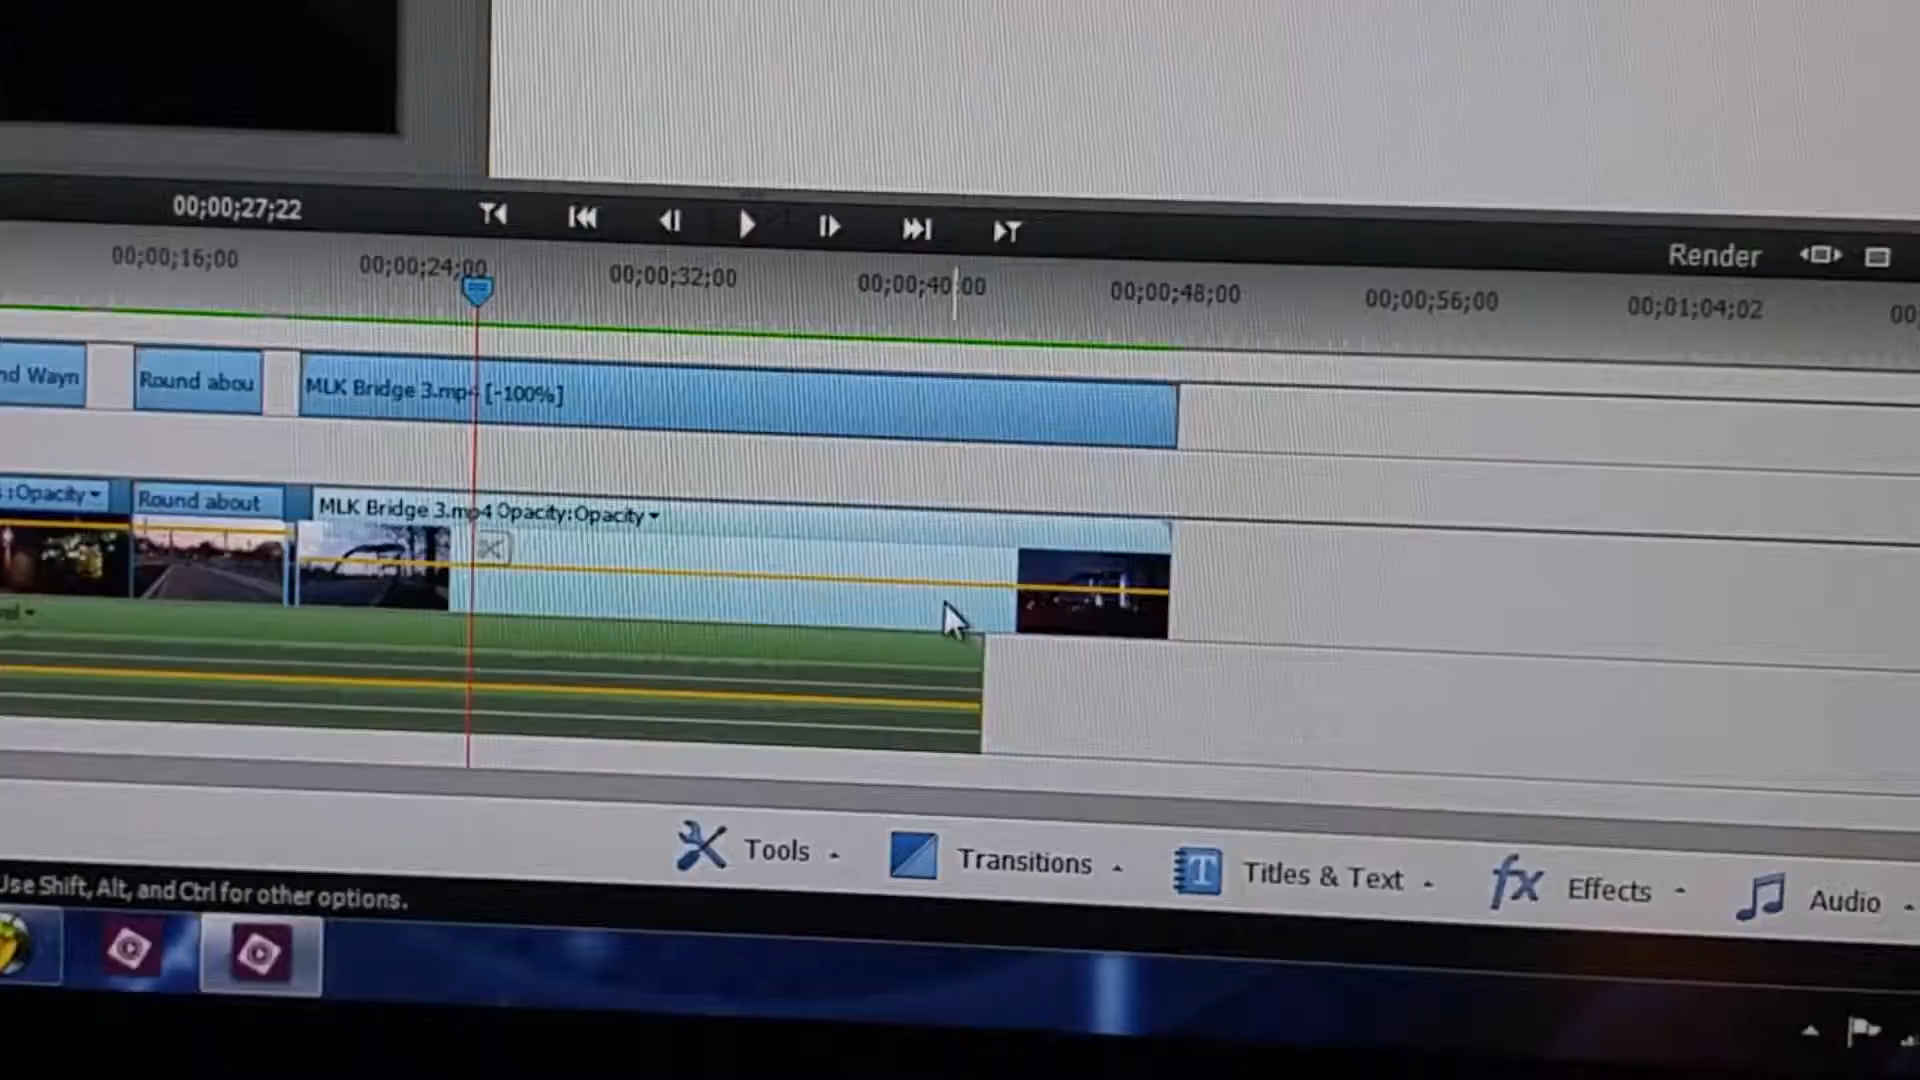 00;00;27;22
Render
00;00;16;00 00;00;24;00 00;00;32;00 00;00;40;00 00;00;48;00 00;00;56;00 00;01;04;02 00;
nd Wayn Round abou MLK Bridge 3.mp4 [-100%]
:Opacity Round about MLK Bridge 3.mp4 Opacity:Opacity
Tools Transitions Titles & Text Effects Audio
Use Shift, Alt, and Ctrl for other options.